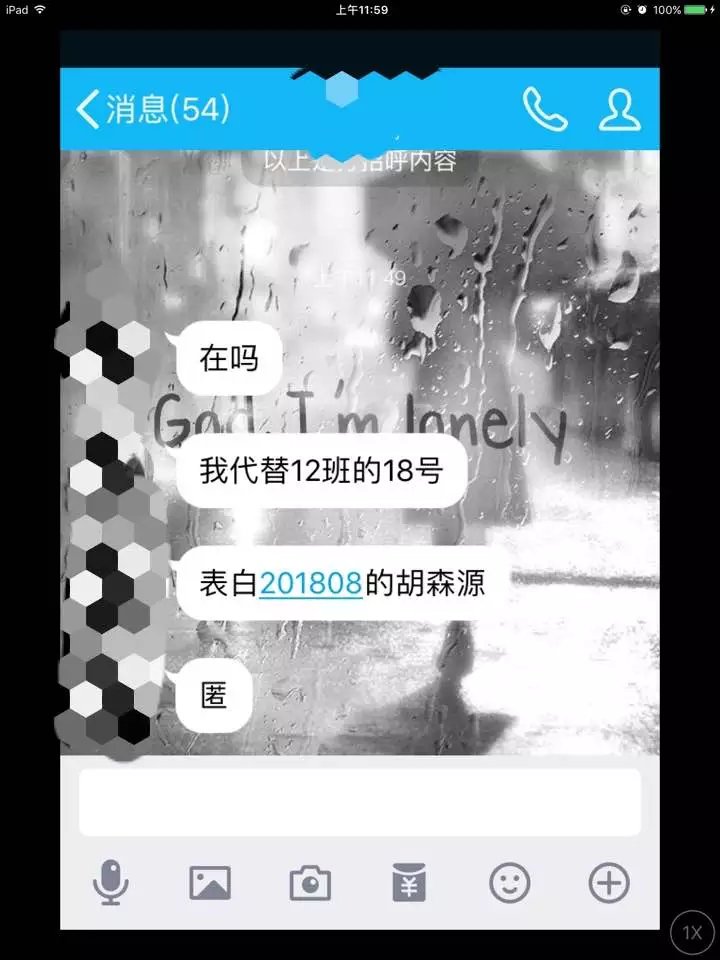 iPad 上午11:59 100%
消息(54)
以上是打招呼内容
上午11:49
在吗
God, I'm lonely
我代替12班的18号
表白201808的胡森源
匿
1X